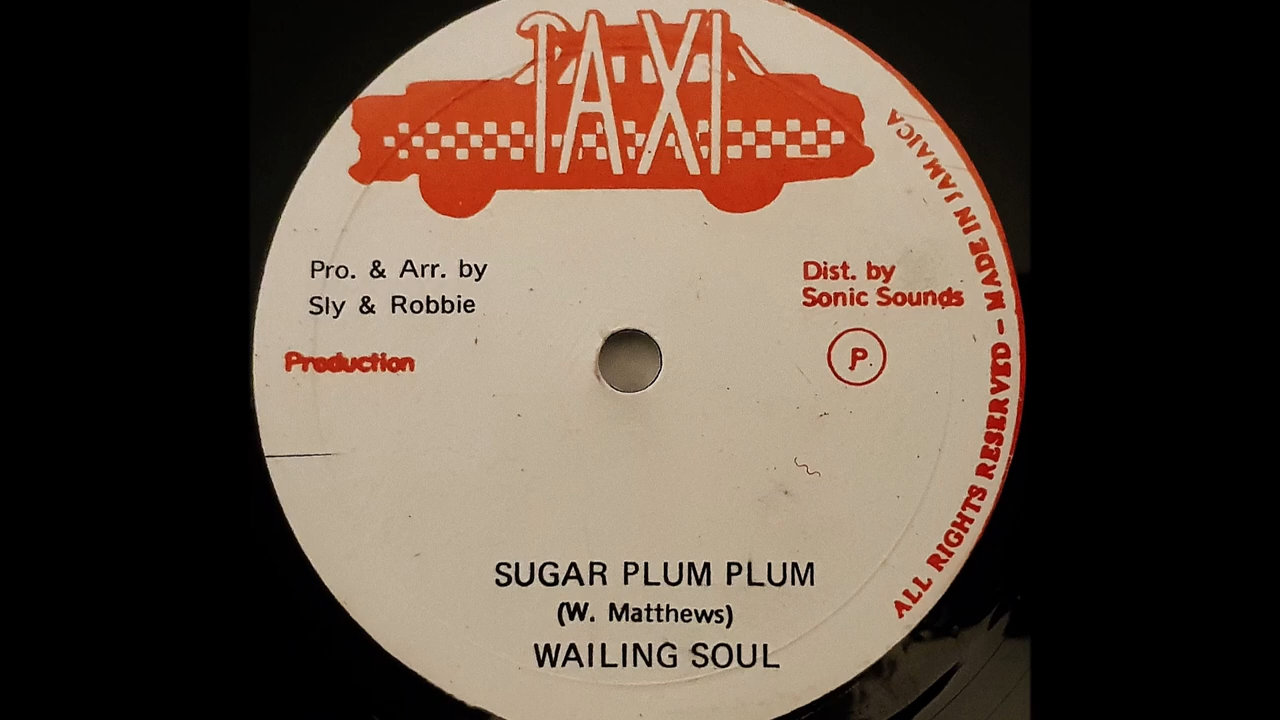 TAXI
Pro. & Arr. by
Sly & Robbie
Production
Dist. by
Sonic Sounds
P
ALL RIGHTS RESERVED - MADE IN JAMAICA
SUGAR PLUM PLUM
(W. Matthews)
WAILING SOUL